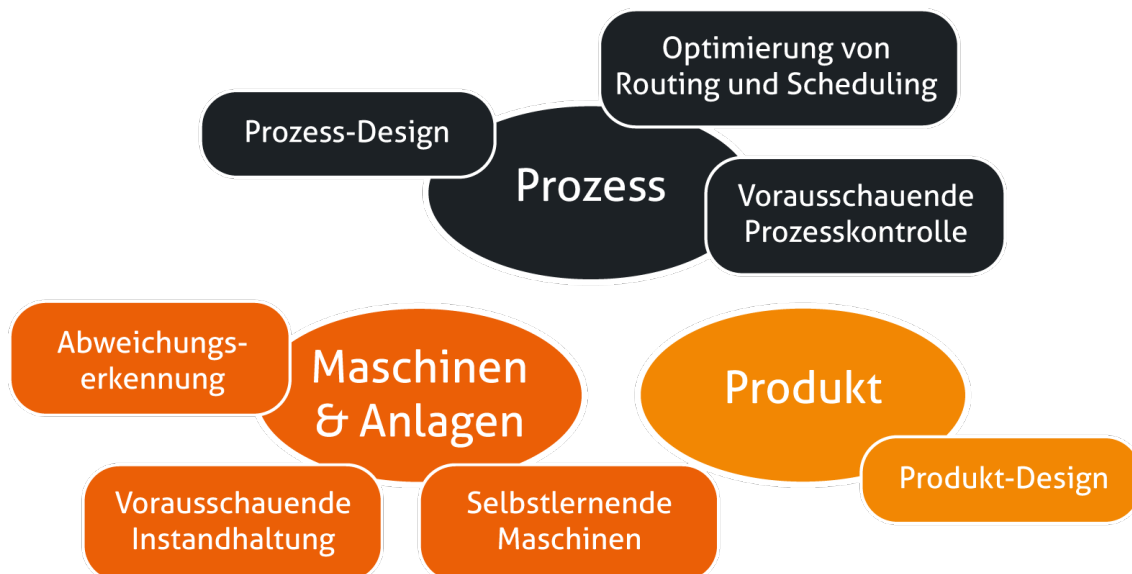 Optimierung von
Routing und Scheduling
Prozess-Design
Prozess
Vorausschauende
Prozesskontrolle
Abweichungs-
erkennung
Maschinen
& Anlagen
Vorausschauende
Instandhaltung
Selbstlernende
Maschinen
Produkt
Produkt-Design